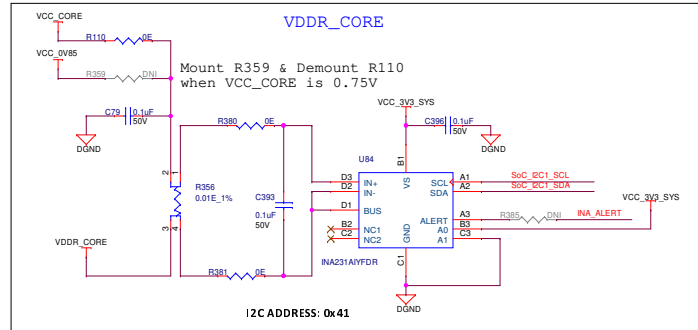 VDDR_CORE
VCC_CORE
R110 0E
VCC_0V85
R359 DNI
Mount R359 & Demount R110
when VCC_CORE is 0.75V
C79 0.1uF
50V
DGND
VCC_3V3_SYS
C396 0.1uF
50V
DGND
R380 0E
U84
2 1
R356
0.01E_1%
3 4
C393
0.1uF
50V
D3 IN+
D2 IN-
D1 BUS
B2 NC1
C2 NC2
B1
VS
GND
C1
SCL A1 SoC_I2C1_SCL
SDA A2 SoC_I2C1_SDA
VCC_3V3_SYS
ALERT A3 R385 DNI INA_ALERT
A0 B3
A1 C3
VDDR_CORE
R381 0E
INA231AIYFDR
DGND
I2C ADDRESS: 0x41